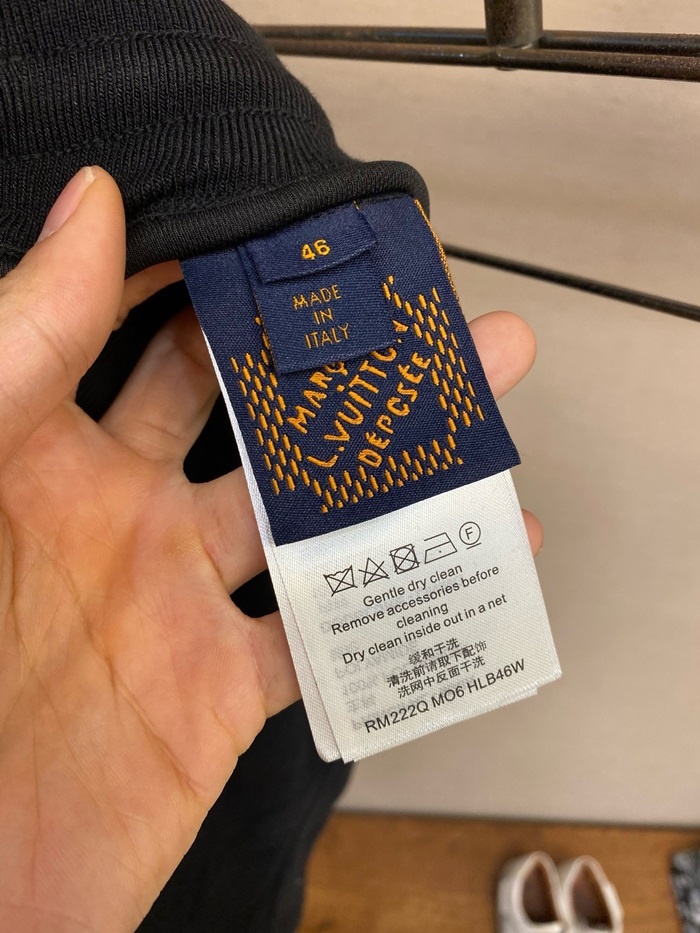 46
MADE
IN
ITALY
L.VUITTON
DÉPOSÉE
F
Gentle dry clean
Remove accessories before
cleaning
Dry clean inside out in a net
缓和干洗
清洗前请取下配饰
洗网中反面干洗
RM222Q MO6 HLB46W